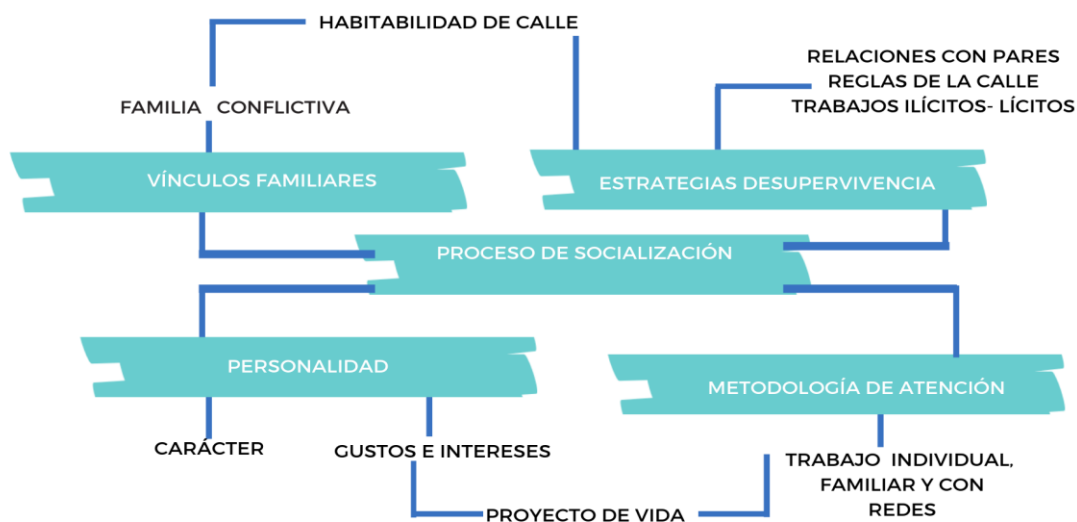 HABITABILIDAD DE CALLE
RELACIONES CON PARES
REGLAS DE LA CALLE
TRABAJOS ILÍCITOS- LÍCITOS
FAMILIA CONFLICTIVA
VÍNCULOS FAMILIARES
ESTRATEGIAS DESUPERVIVENCIA
PROCESO DE SOCIALIZACIÓN
PERSONALIDAD
METODOLOGÍA DE ATENCIÓN
CARÁCTER
GUSTOS E INTERESES
TRABAJO INDIVIDUAL,
FAMILIAR Y CON
REDES
PROYECTO DE VIDA